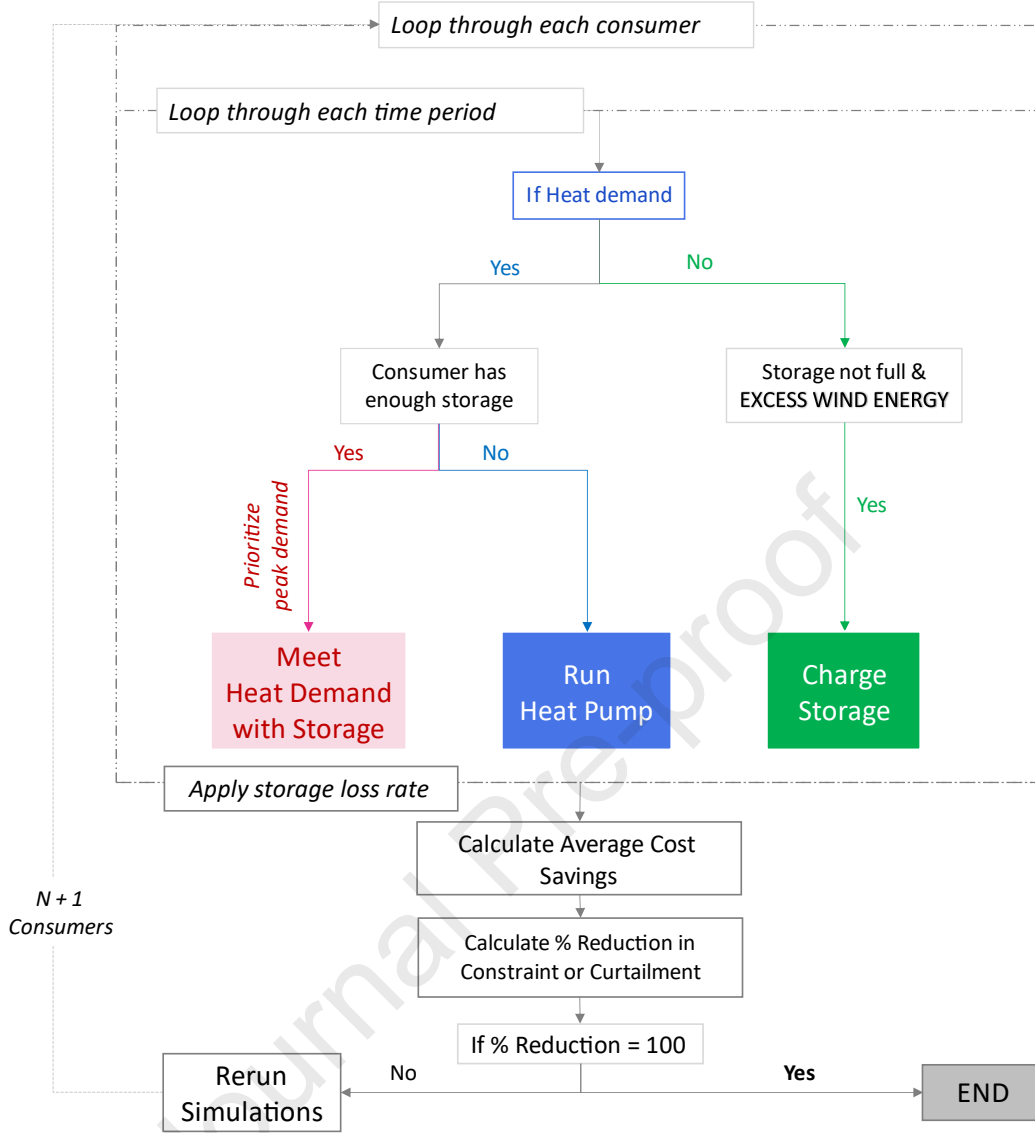 Loop through each consumer
Loop through each time period
If Heat demand
Yes
No
Consumer has
enough storage
Storage not full &
EXCESS WIND ENERGY
Yes
No
Yes
Prioritize
peak demand
Meet
Heat Demand
with Storage
Run
Heat Pump
Charge
Storage
Apply storage loss rate
Calculate Average Cost
Savings
N + 1
Consumers
Calculate % Reduction in
Constraint or Curtailment
If % Reduction = 100
No
Yes
Rerun
Simulations
END
Journal Pre-proof